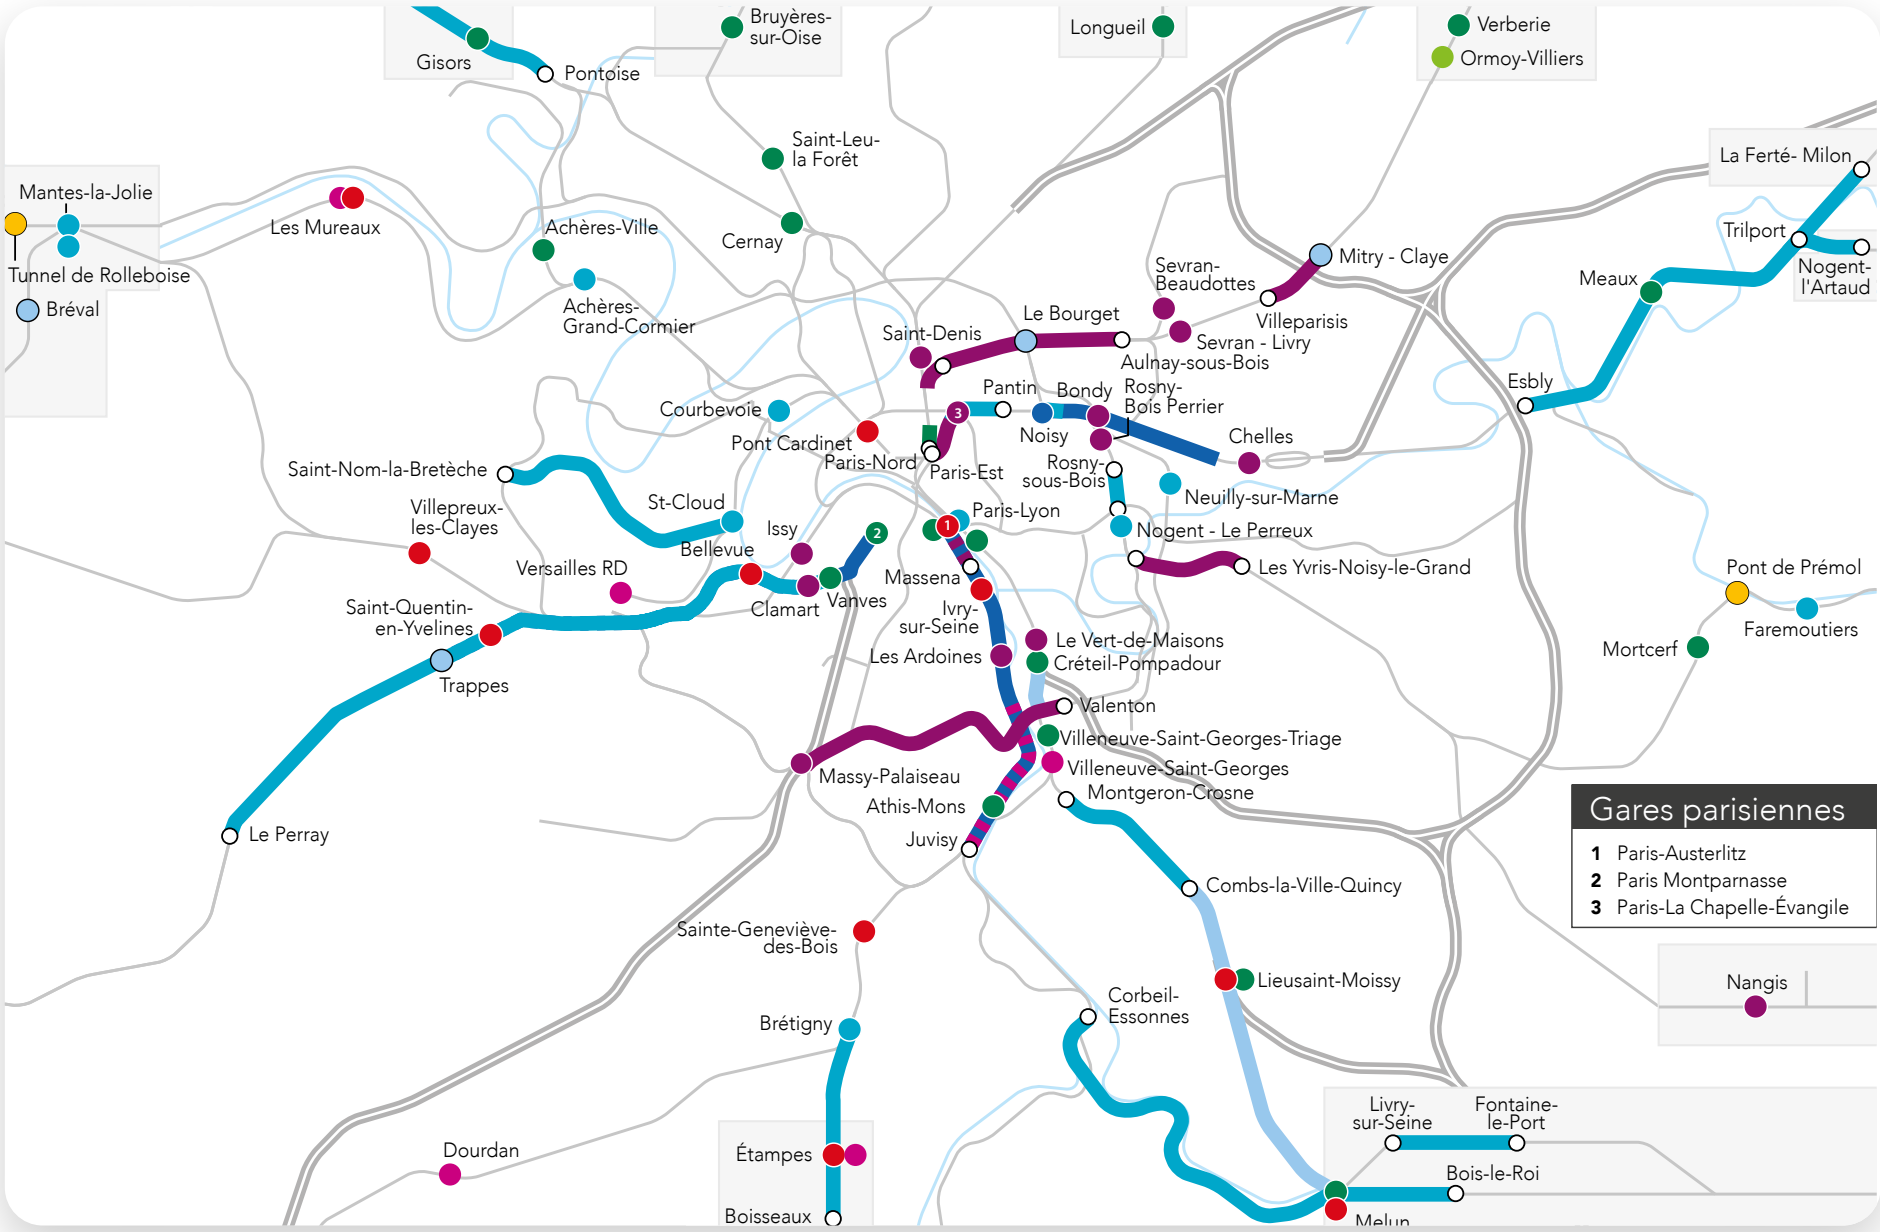 Bruyères-
sur-Oise
Longueil
Verberie
Ormoy-Villiers
Gisors
Pontoise
Saint-Leu-
la Forêt
La Ferté- Milon
Mantes-la-Jolie
Les Mureaux
Achères-Ville
Cernay
Trilport
Tunnel de Rolleboise
Bréval
Achères-
Grand-Cormier
Sevran-
Beaudottes
Mitry - Claye
Meaux
Nogent-
l'Artaud
Saint-Denis
Le Bourget
Villeparisis
Sevran - Livry
Aulnay-sous-Bois
Pantin
Bondy
Rosny-
Bois Perrier
Esbly
Courbevoie
3
Pont Cardinet
Noisy
Chelles
Paris-Nord
Paris-Est
Rosny-
sous-Bois
Saint-Nom-la-Bretèche
Neuilly-sur-Marne
Villepreux-
les-Clayes
St-Cloud
Issy
2
1
Paris-Lyon
Nogent - Le Perreux
Bellevue
Versailles RD
Massena
Les Yvris-Noisy-le-Grand
Pont de Prémol
Saint-Quentin-
en-Yvelines
Clamart
Vanves
Ivry-
sur-Seine
Faremoutiers
Le Vert-de-Maisons
Les Ardoines
Créteil-Pompadour
Mortcerf
Trappes
Valenton
Villeneuve-Saint-Georges-Triage
Massy-Palaiseau
Villeneuve-Saint-Georges
Montgeron-Crosne
Athis-Mons
Juvisy
Le Perray
Gares parisiennes
1 Paris-Austerlitz
2 Paris Montparnasse
3 Paris-La Chapelle-Évangile
Combs-la-Ville-Quincy
Sainte-Geneviève-
des-Bois
Lieusaint-Moissy
Nangis
Corbeil-
Essonnes
Brétigny
Livry-
sur-Seine
Fontaine-
le-Port
Dourdan
Étampes
Bois-le-Roi
Boisseaux
Melun